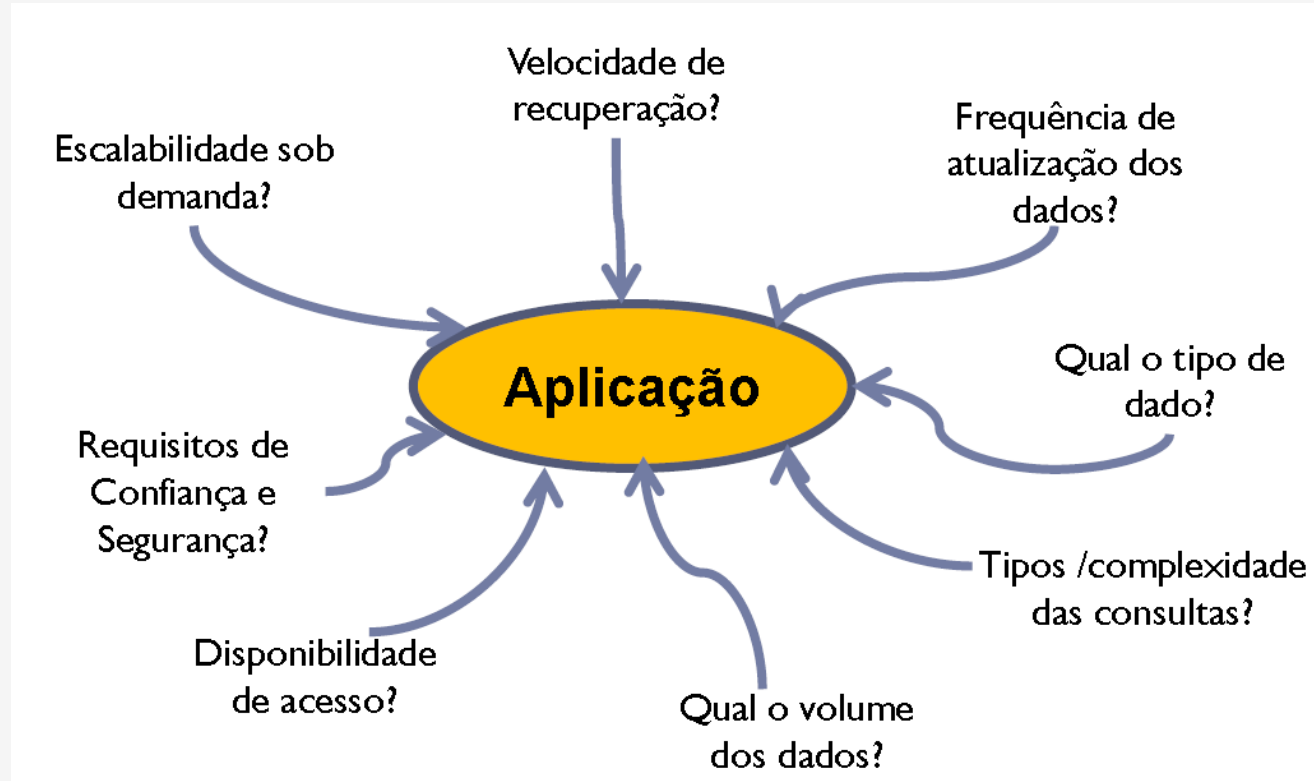 Velocidade de
recuperação?
Frequência de
atualização dos
dados?
Escalabilidade sob
demanda?
Aplicação
Qual o tipo de
dado?
Requisitos de
Confiança e
Segurança?
Tipos /complexidade
das consultas?
Disponibilidade
de acesso?
Qual o volume
dos dados?